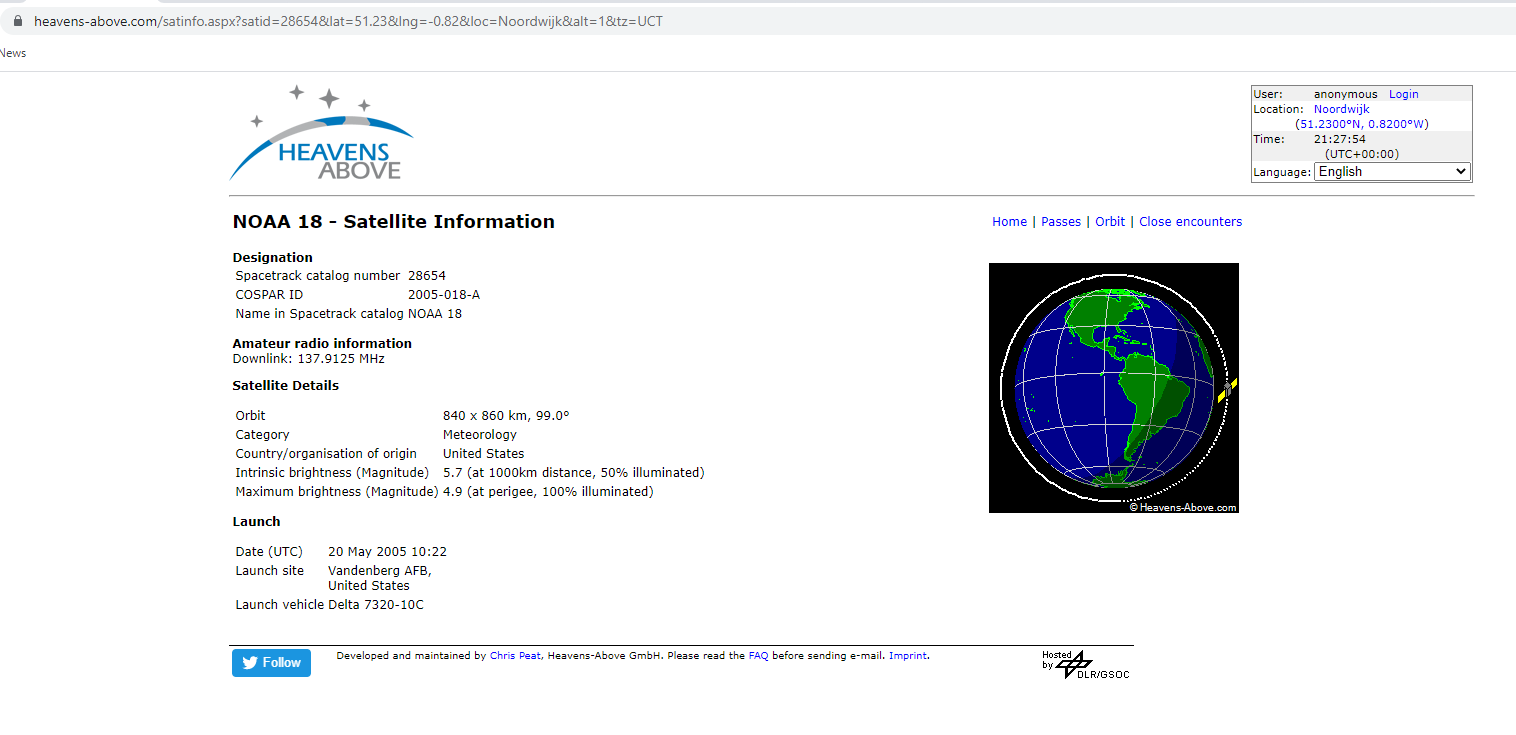 heavens-above.com/satinfo.aspx?satid=28654&lat=51.23&lng=-0.82&loc=Noordwijk&alt=1&tz=UCT
News
HEAVENS
ABOVE
User: anonymous Login
Location: Noordwijk
(51.2300°N, 0.8200°W)
Time: 21:27:54
(UTC+00:00)
Language: English
NOAA 18 - Satellite Information
Home | Passes | Orbit | Close encounters
Designation
Spacetrack catalog number 28654
COSPAR ID 2005-018-A
Name in Spacetrack catalog NOAA 18
Amateur radio information
Downlink: 137.9125 MHz
Satellite Details
Orbit 840 x 860 km, 99.0°
Category Meteorology
Country/organisation of origin United States
Intrinsic brightness (Magnitude) 5.7 (at 1000km distance, 50% illuminated)
Maximum brightness (Magnitude) 4.9 (at perigee, 100% illuminated)
© Heavens-Above.com
Launch
Date (UTC) 20 May 2005 10:22
Launch site Vandenberg AFB,
United States
Launch vehicle Delta 7320-10C
Follow
Developed and maintained by Chris Peat, Heavens-Above GmbH. Please read the FAQ before sending e-mail. Imprint.
Hosted
by
DLR/GSOC